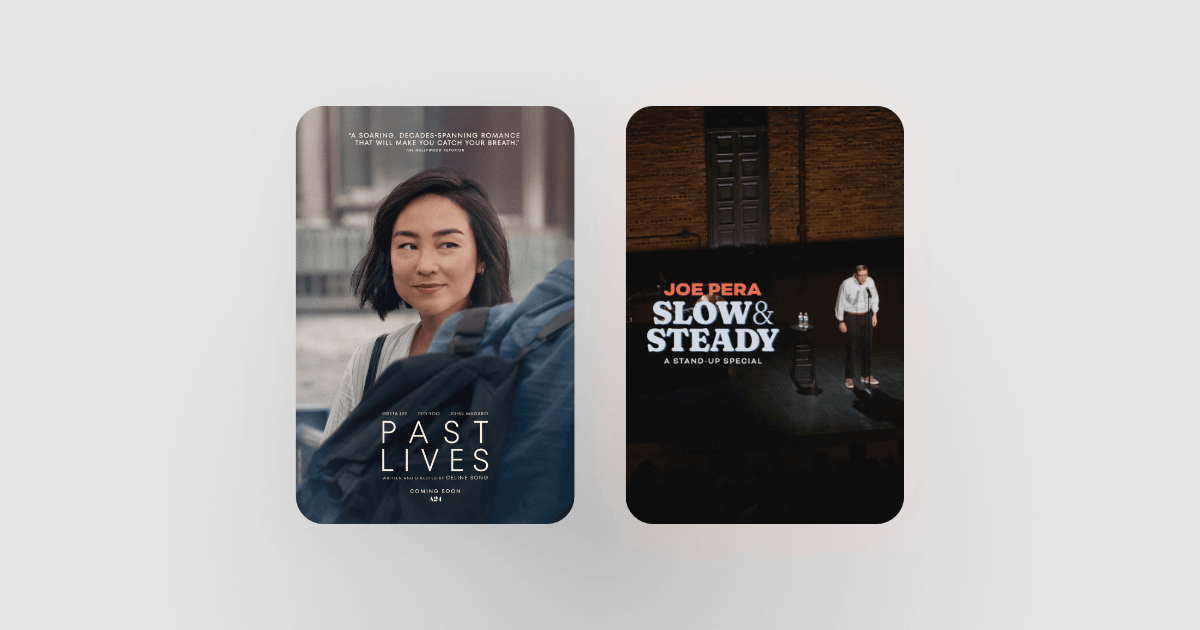 "A SOARING, DECADES-SPANNING ROMANCE
THAT WILL MAKE YOU CATCH YOUR BREATH."
THE HOLLYWOOD REPORTER
GRETA LEE TEO YOO JOHN MAGARO
PAST
LIVES
WRITTEN AND DIRECTED BY CELINE SONG
COMING SOON
A24
JOE PERA
SLOW&
STEADY
A STAND-UP SPECIAL